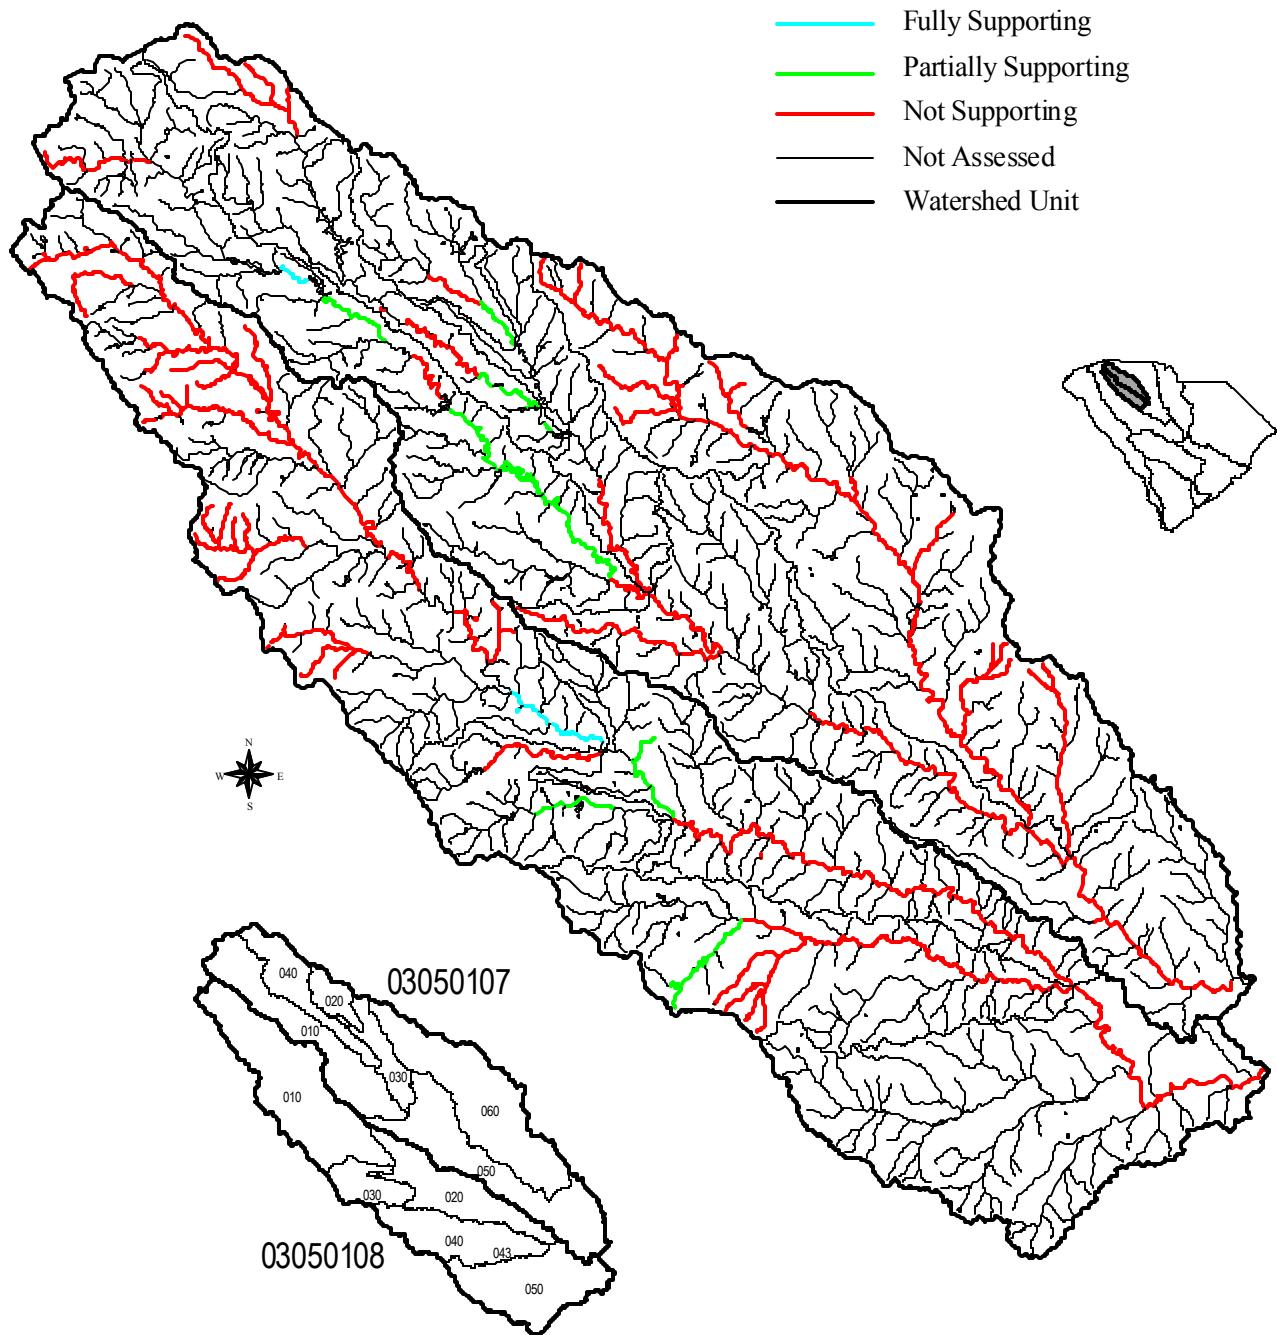 Fully Supporting
Partially Supporting
Not Supporting
Not Assessed
Watershed Unit
N
W E
S
03050107
040
020
010
030
010
060
050
030
020
03050108
040
043
050